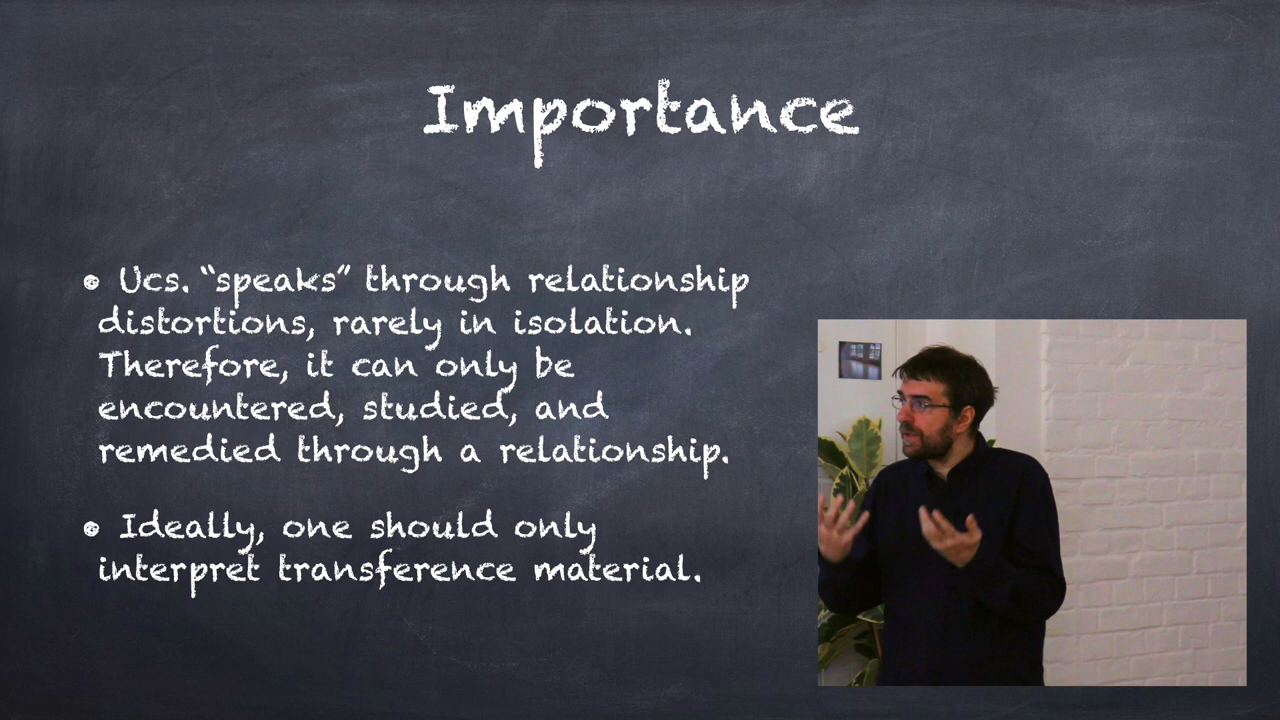 Importance
• Ucs. “speaks” through relationship
distortions, rarely in isolation.
Therefore, it can only be
encountered, studied, and
remedied through a relationship.
• Ideally, one should only
interpret transference material.